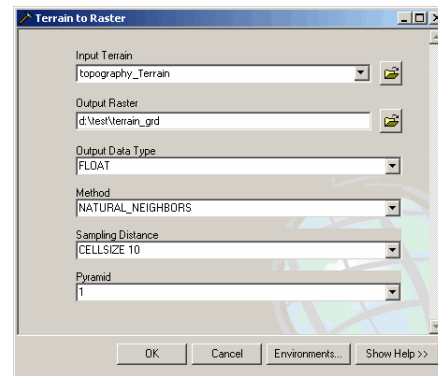 Terrain to Raster
Input Terrain
topography_Terrain
Output Raster
d:\test\terrain_grd
Output Data Type
FLOAT
Method
NATURAL_NEIGHBORS
Sampling Distance
CELLSIZE 10
Pyramid
1
OK Cancel Environments... Show Help >>